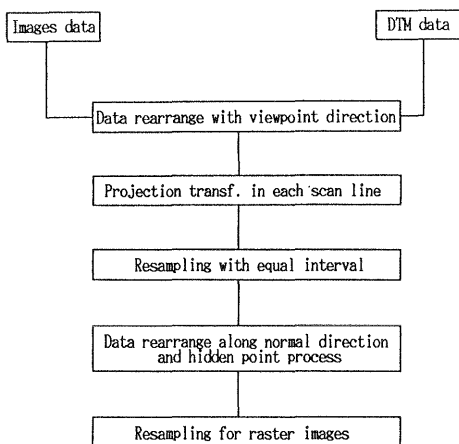 Images data
DTM data
Data rearrange with viewpoint direction
Projection transf. in each scan line
Resampling with equal interval
Data rearrange along normal direction
and hidden point process
Resampling for raster images